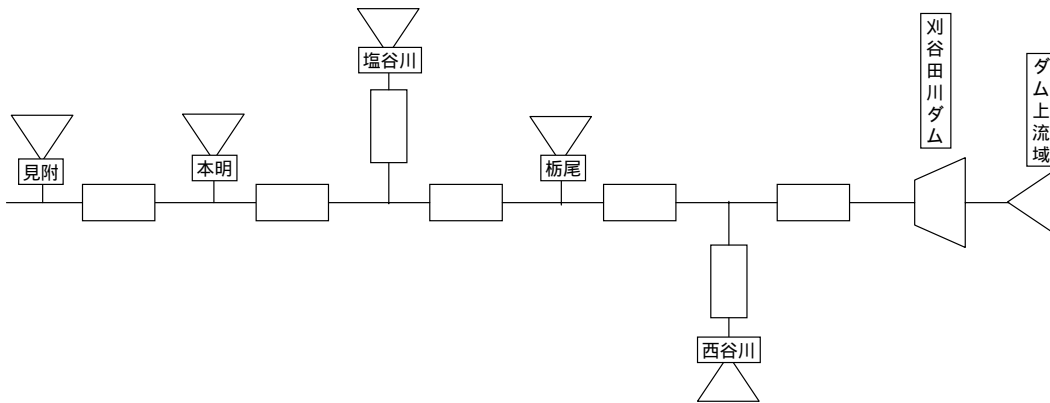 塩谷川
刈谷田川ダム
ダム上流域
見附
本明
栃尾
西谷川